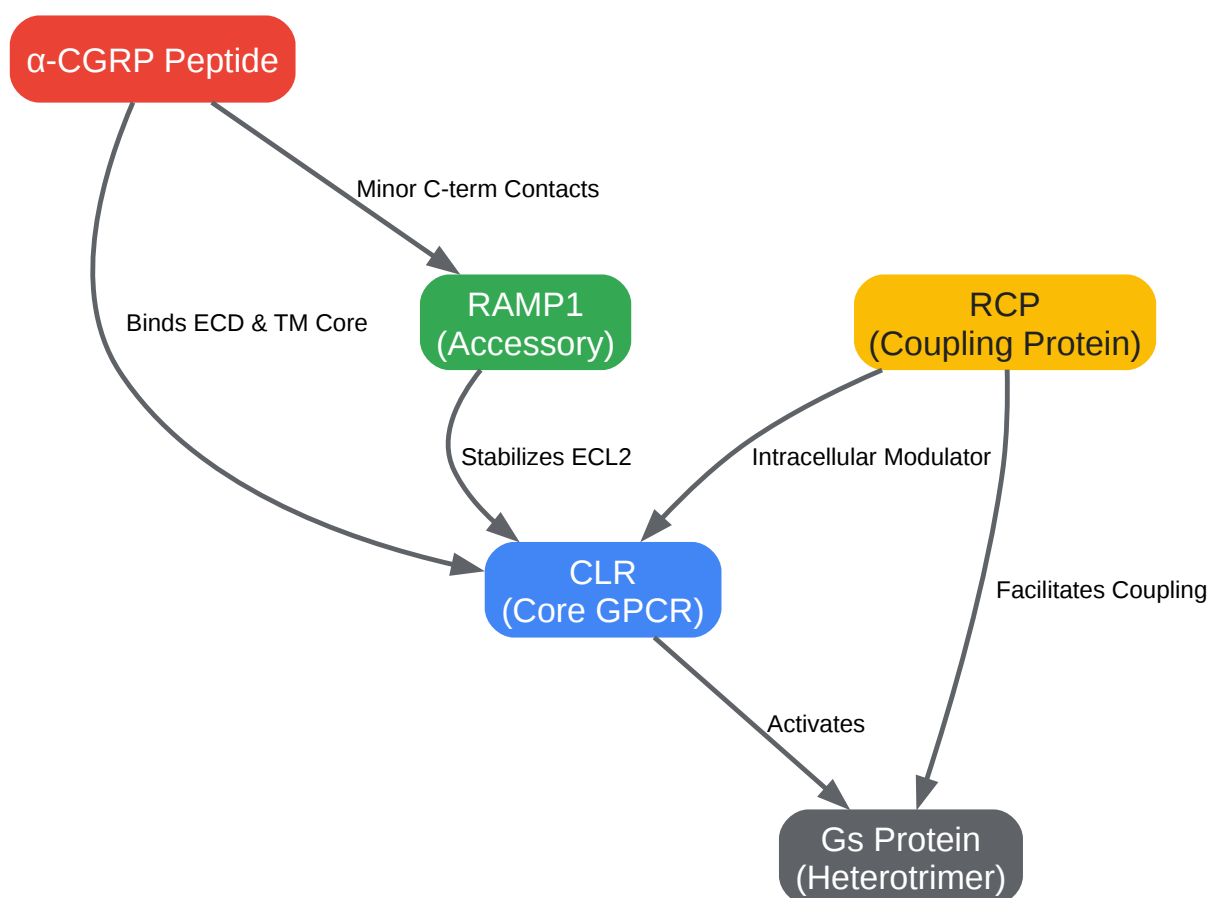 α-CGRP Peptide
Minor C-term Contacts
RAMP1
(Accessory)
RCP
(Coupling Protein)
Binds ECD & TM Core
Stabilizes ECL2
Intracellular Modulator
CLR
(Core GPCR)
Facilitates Coupling
Activates
Gs Protein
(Heterotrimer)